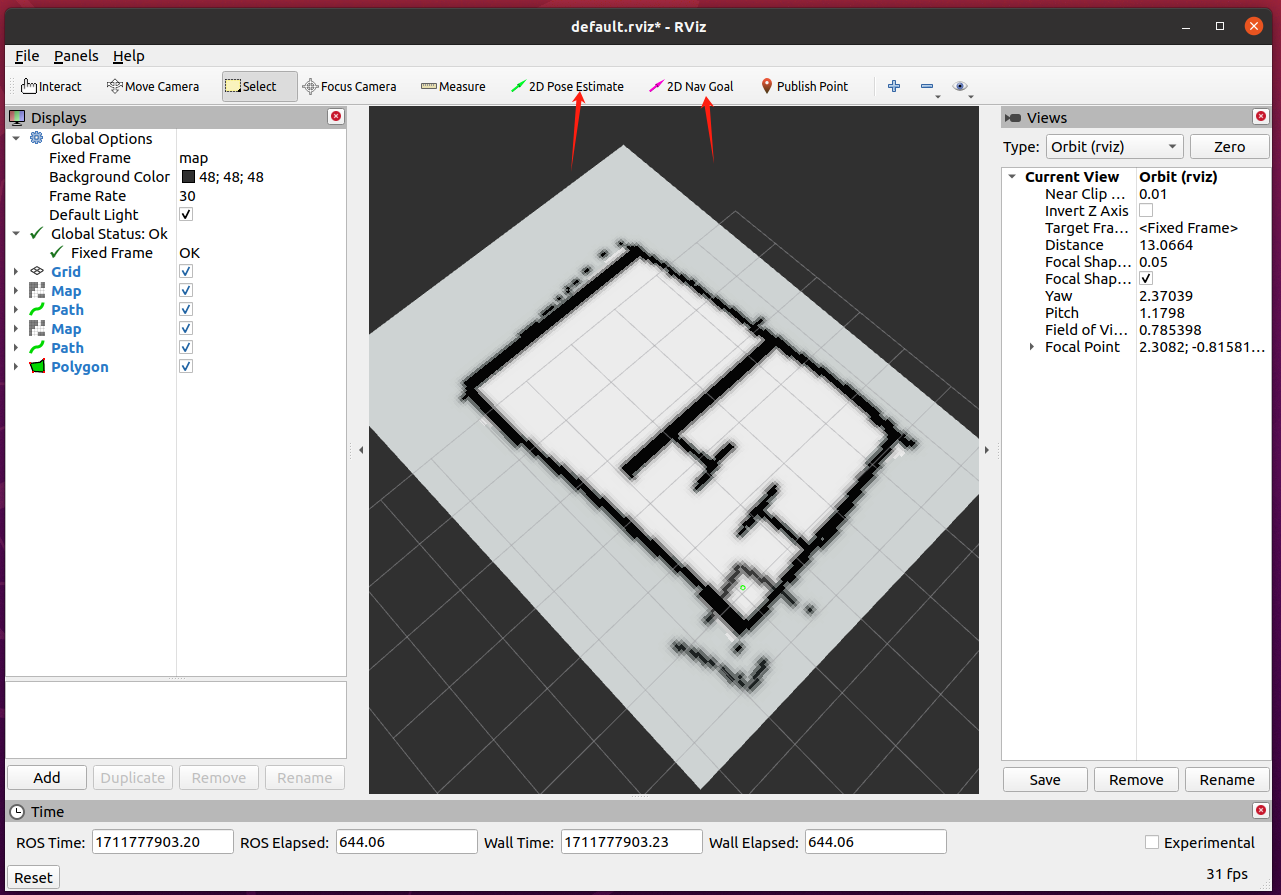 default.rviz* - RViz
File Panels Help
Interact Move Camera Select Focus Camera Measure 2D Pose Estimate 2D Nav Goal Publish Point
Displays
Global Options
Fixed Frame map
Background Color 48; 48; 48
Frame Rate 30
Default Light
Global Status: Ok
Fixed Frame OK
Grid
Map
Path
Map
Path
Polygon
Add Duplicate Remove Rename
Views
Type: Orbit (rviz) Zero
Current View Orbit (rviz)
Near Clip ... 0.01
Invert Z Axis
Target Fra... <Fixed Frame>
Distance 13.0664
Focal Shap... 0.05
Focal Shap...
Yaw 2.37039
Pitch 1.1798
Field of Vi... 0.785398
Focal Point 2.3082; -0.81581...
Save Remove Rename
Time
ROS Time: 1711777903.20 ROS Elapsed: 644.06 Wall Time: 1711777903.23 Wall Elapsed: 644.06 Experimental
Reset 31 fps